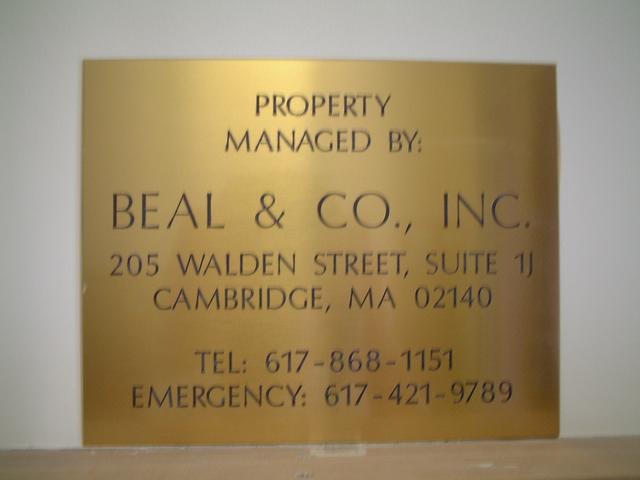 PROPERTY
MANAGED BY:
BEAL & CO., INC.
205 WALDEN STREET, SUITE 1J
CAMBRIDGE, MA 02140
TEL: 617-868-1151
EMERGENCY: 617-421-9789